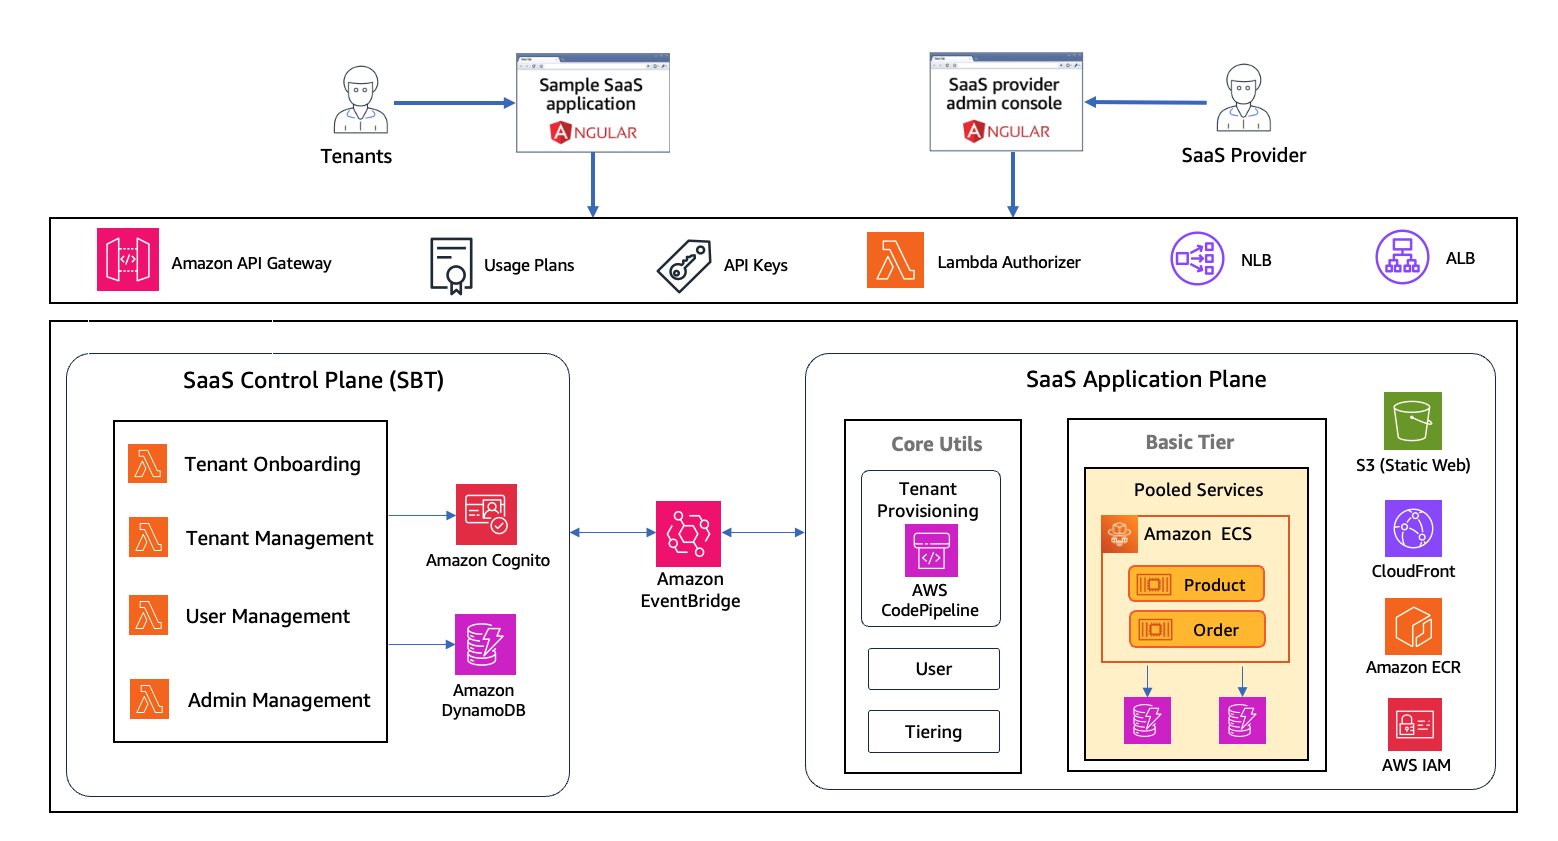 Sample SaaS
application
ANGULAR
SaaS provider
admin console
ANGULAR
Tenants
SaaS Provider
Amazon API Gateway
Usage Plans
API Keys
Lambda Authorizer
NLB
ALB
SaaS Control Plane (SBT)
Tenant Onboarding
Tenant Management
User Management
Admin Management
Amazon Cognito
Amazon
DynamoDB
Amazon
EventBridge
SaaS Application Plane
Core Utils
Tenant
Provisioning
AWS
CodePipeline
User
Tiering
Basic Tier
Pooled Services
Amazon ECS
Product
Order
S3 (Static Web)
CloudFront
Amazon ECR
AWS IAM